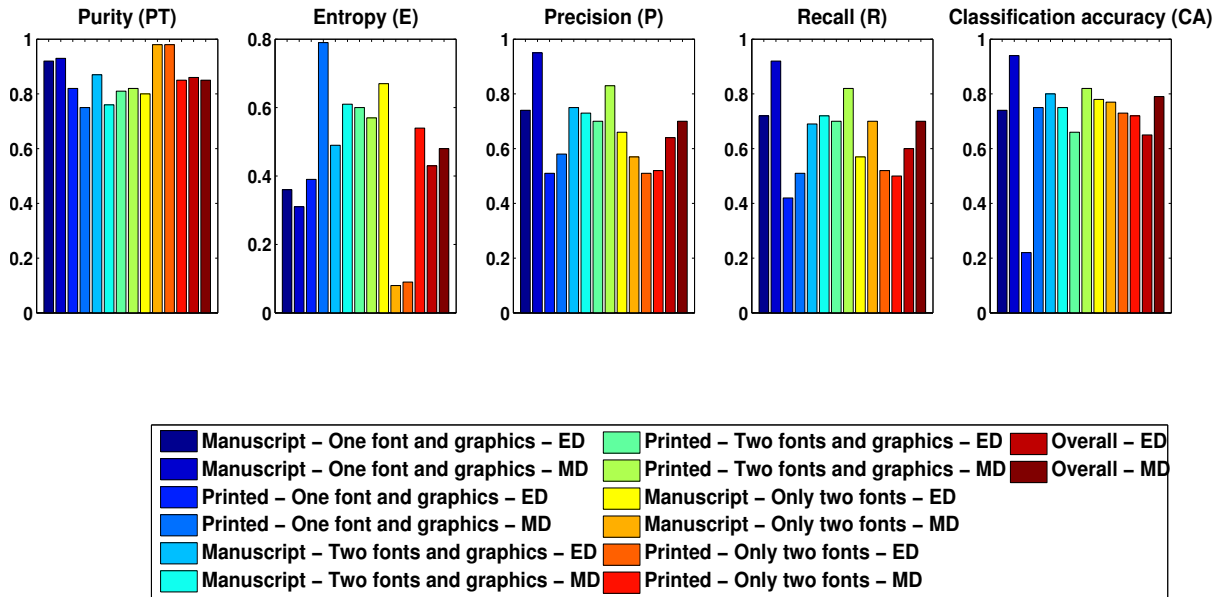 Purity (PT) Entropy (E) Precision (P) Recall (R) Classification accuracy (CA)
1 0.8 1 1 1
0.8 0.6 0.8 0.8 0.8
0.6 0.4 0.6 0.6 0.6
0.4 0.2 0.4 0.4 0.4
0.2 0 0.2 0.2 0.2
0 0 0 0
Manuscript – One font and graphics – ED
Manuscript – One font and graphics – MD
Printed – One font and graphics – ED
Printed – One font and graphics – MD
Manuscript – Two fonts and graphics – ED
Manuscript – Two fonts and graphics – MD
Printed – Two fonts and graphics – ED
Printed – Two fonts and graphics – MD
Manuscript – Only two fonts – ED
Manuscript – Only two fonts – MD
Printed – Only two fonts – ED
Printed – Only two fonts – MD
Overall – ED
Overall – MD